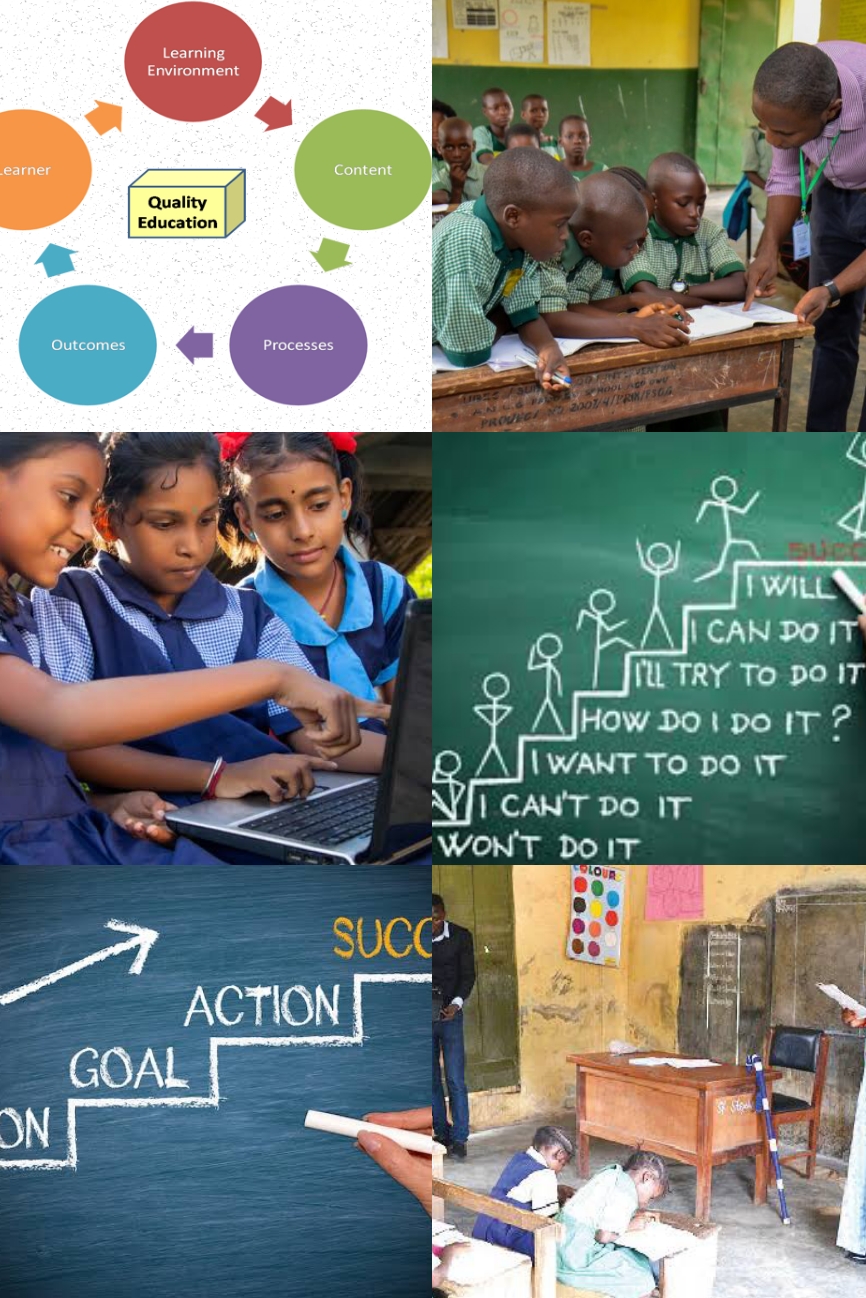 Learning
Environment
Learner
Content
Quality
Education
Outcomes
Processes
SUCC
I WILL
I CAN DO IT
I'LL TRY TO DO IT
HOW DO I DO IT?
I WANT TO DO IT
I CAN'T DO IT
WON'T DO IT
SUCC
ACTION
GOAL
ON
COLOURS